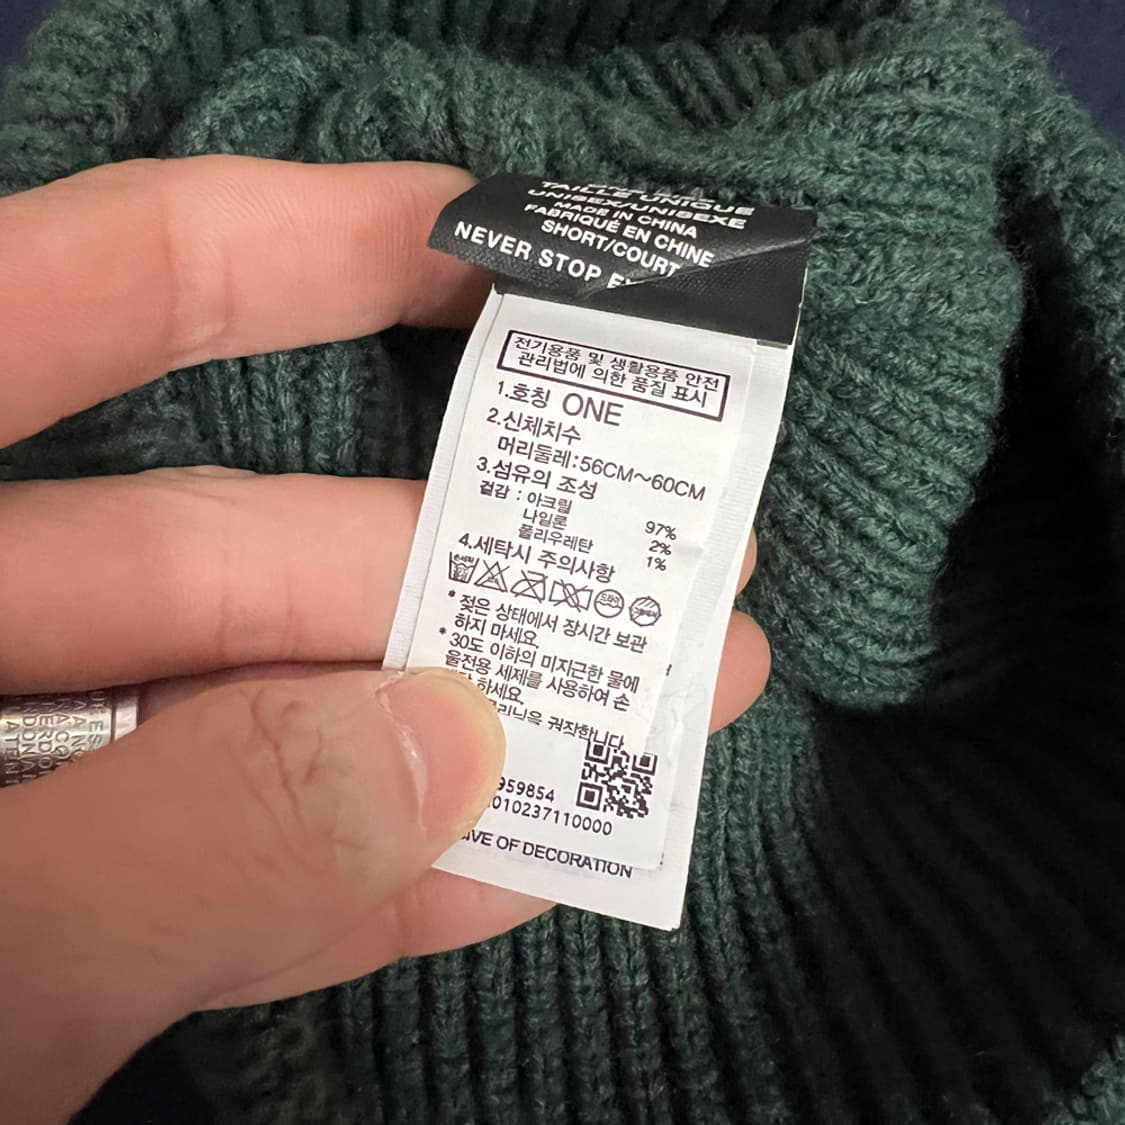 TAILLE UNIQUE
UNISEX/UNISEXE
MADE IN CHINA
FABRIQUÉ EN CHINE
SHORT/COURT
NEVER STOP
전기용품 및 생활용품 안전
관리법에 의한 품질 표시
1.호칭 ONE
2.신체치수
머리둘레:56CM~60CM
3.섬유의 조성
겉감 : 아크릴 97%
나일론 2%
폴리우레탄 1%
4.세탁시 주의사항
손세탁
* 젖은 상태에서 장시간 보관
하지 마세요.
* 30도 이하의 미지근한 물에
울전용 세제를 사용하여 손
하세요.
권장합니다.
959854
010237110000
OF DECORATION